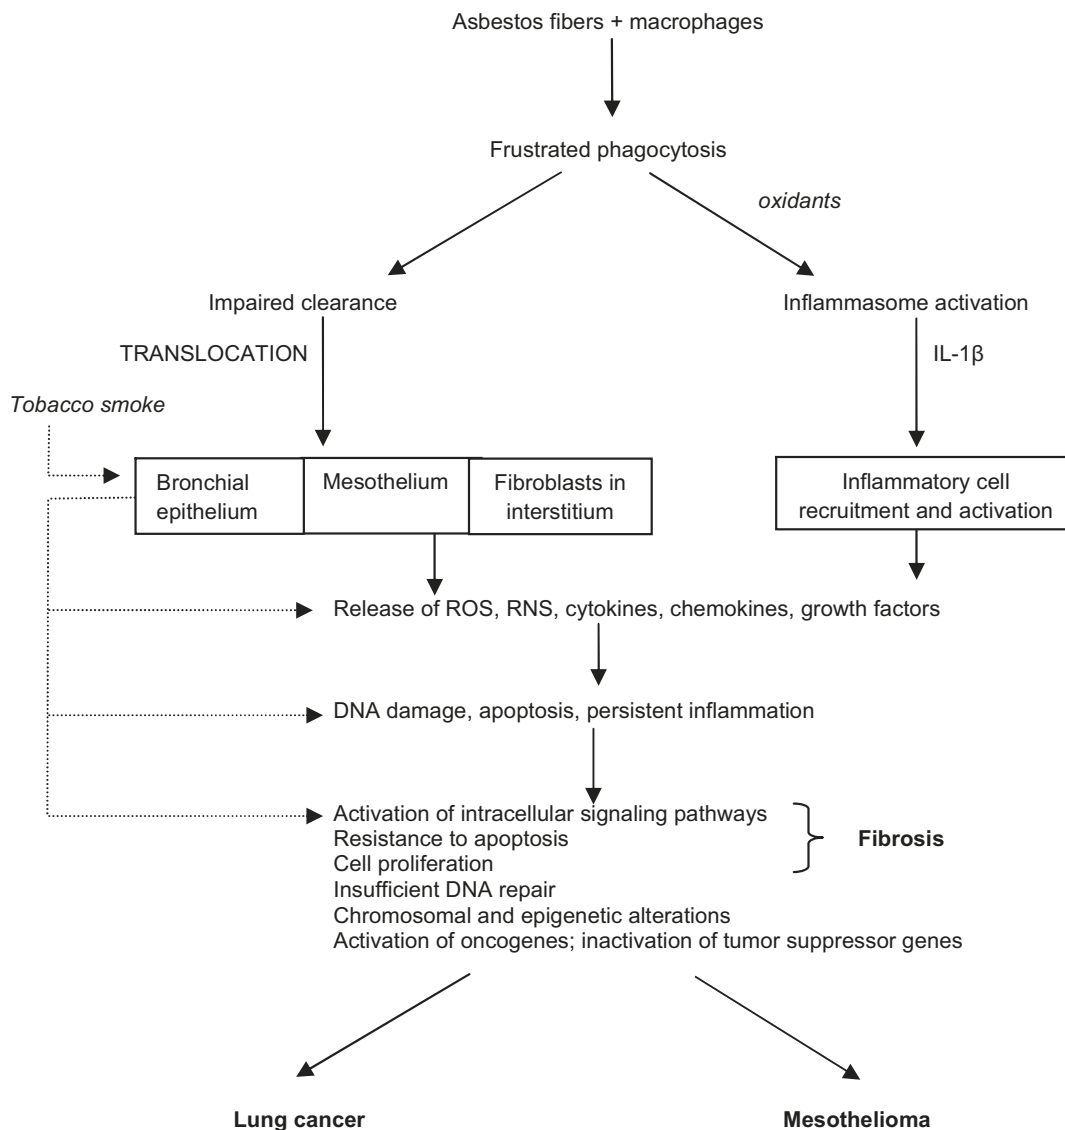 Asbestos fibers + macrophages
Frustrated phagocytosis
oxidants
Impaired clearance
Inflammasome activation
TRANSLOCATION
IL-1β
Tobacco smoke
Bronchial
epithelium
Mesothelium
Fibroblasts in
interstitium
Inflammatory cell
recruitment and activation
Release of ROS, RNS, cytokines, chemokines, growth factors
DNA damage, apoptosis, persistent inflammation
Activation of intracellular signaling pathways
Resistance to apoptosis
Cell proliferation
Fibrosis
Insufficient DNA repair
Chromosomal and epigenetic alterations
Activation of oncogenes; inactivation of tumor suppressor genes
Lung cancer
Mesothelioma